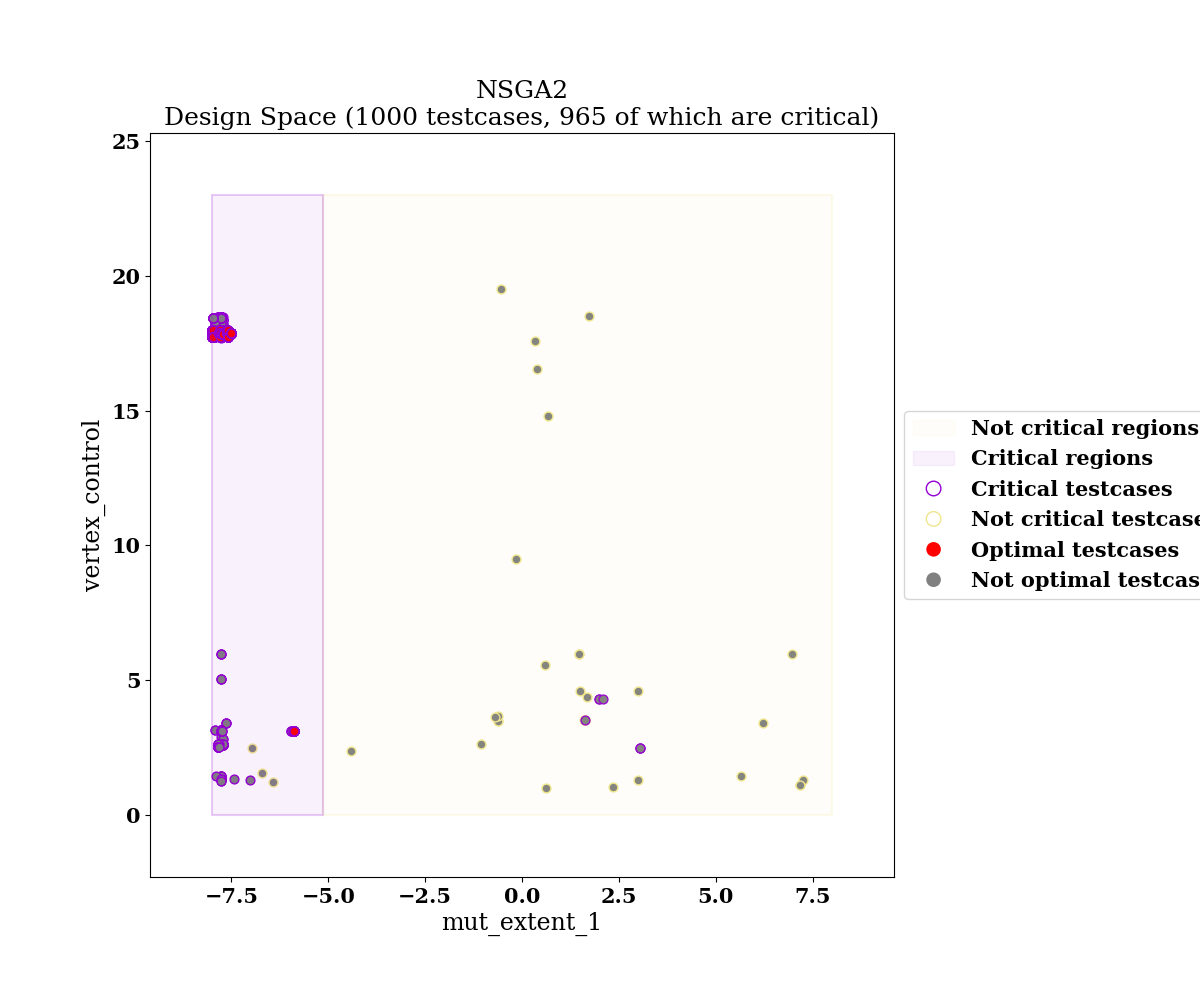 NSGA2
Design Space (1000 testcases, 965 of which are critical)
25
20
15
10
5
0
vertex_control
−7.5
−5.0
−2.5
0.0
2.5
5.0
7.5
mut_extent_1
Not critical regions
Critical regions
Critical testcases
Not critical testcase
Optimal testcases
Not optimal testcas